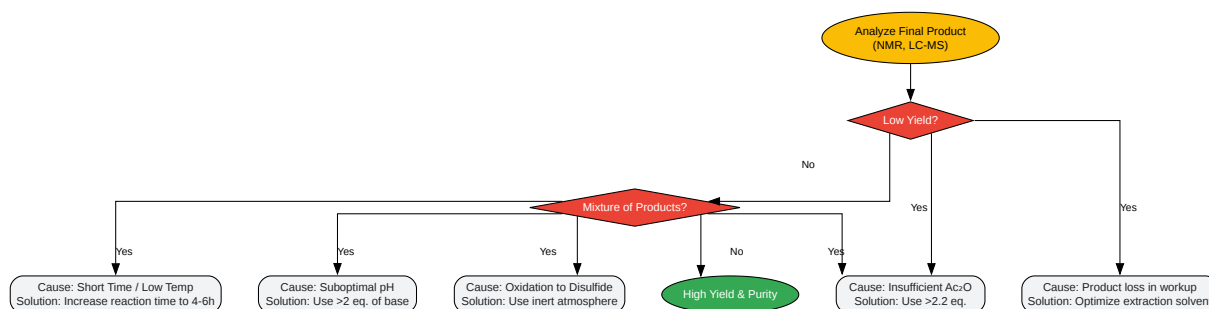 Analyze Final Product
(NMR, LC-MS)
Low Yield?
No
Mixture of Products?
Yes
Yes
Yes
Yes
Yes
No
Yes
Cause: Short Time / Low Temp
Solution: Increase reaction time to 4-6h
Cause: Suboptimal pH
Solution: Use >2 eq. of base
Cause: Oxidation to Disulfide
Solution: Use inert atmosphere
High Yield & Purity
Cause: Insufficient Ac₂O
Solution: Use >2.2 eq.
Cause: Product loss in workup
Solution: Optimize extraction solvent